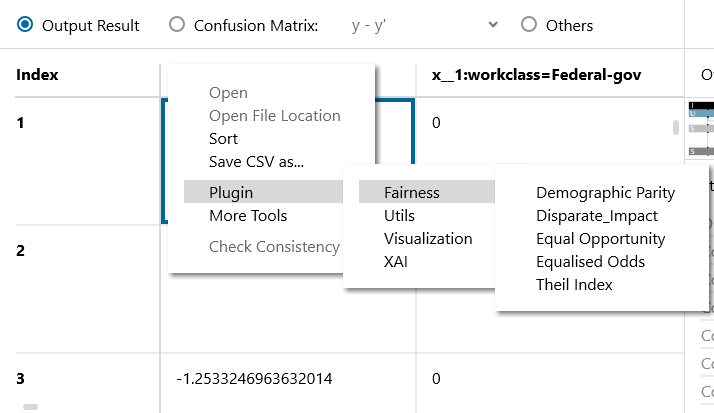 Output Result
Confusion Matrix:
y - y'
Others
Index
x__1:workclass=Federal-gov
1
0
Open
Open File Location
Sort
Save CSV as...
Plugin
More Tools
Check Consistency
Fairness
Utils
Visualization
XAI
Demographic Parity
Disparate_Impact
Equal Opportunity
Equalised Odds
Theil Index
2
3
-1.2533246963632014
0